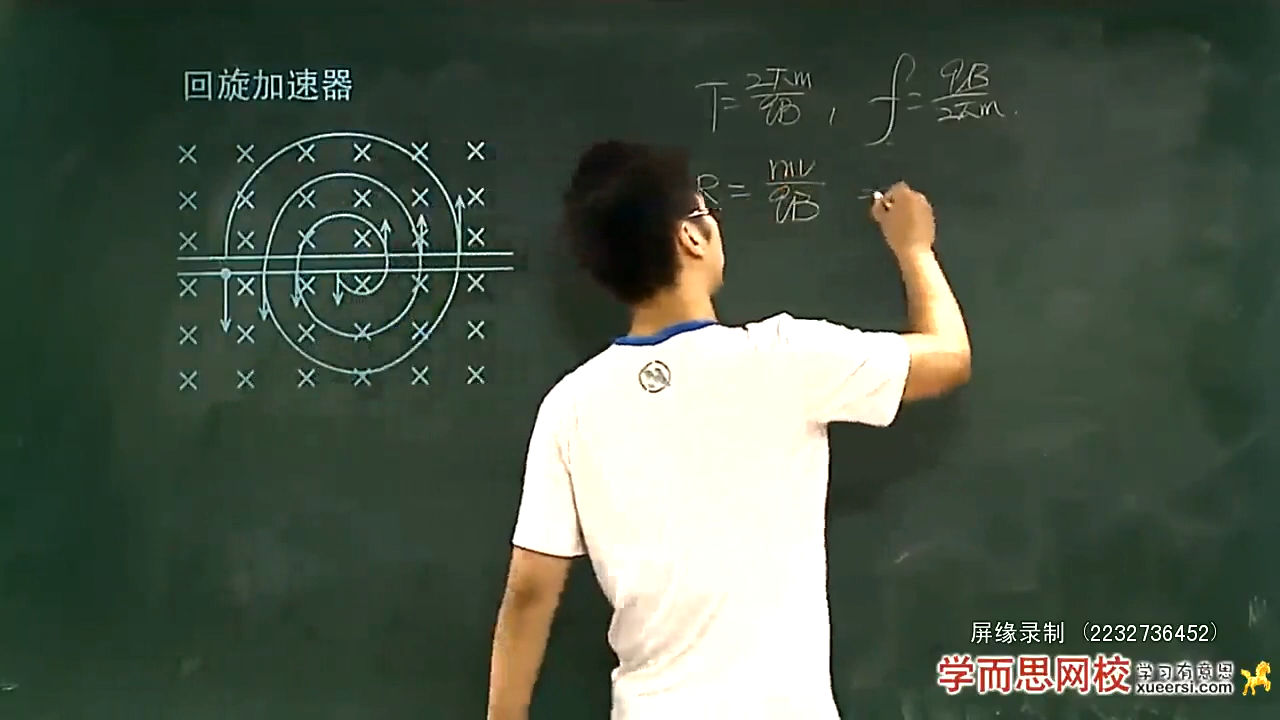 回旋加速器
T=2πm/qB, f=qB/2πm.
R=mv/qB =
屏缘录制 (2232736452)
学而思网校 学习有意思
xueersi.com